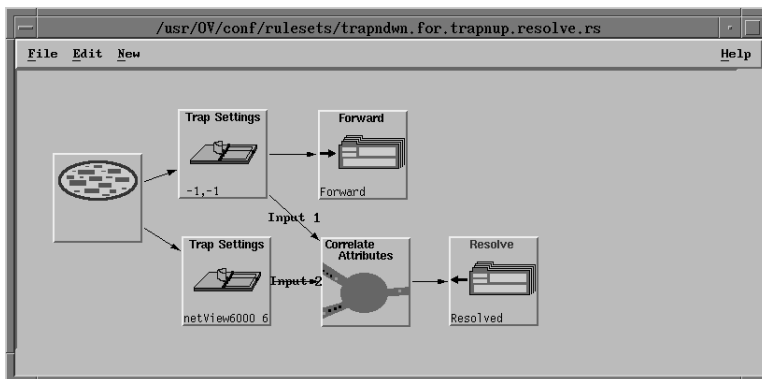 /usr/OV/conf/rulesets/trapndwn.for.trapnup.resolve.rs
File Edit New Help
Trap Settings
-1,-1
Forward
Forward
Input 1
Trap Settings
netView6000 6
Input 2
Correlate
Attributes
Resolve
Resolved